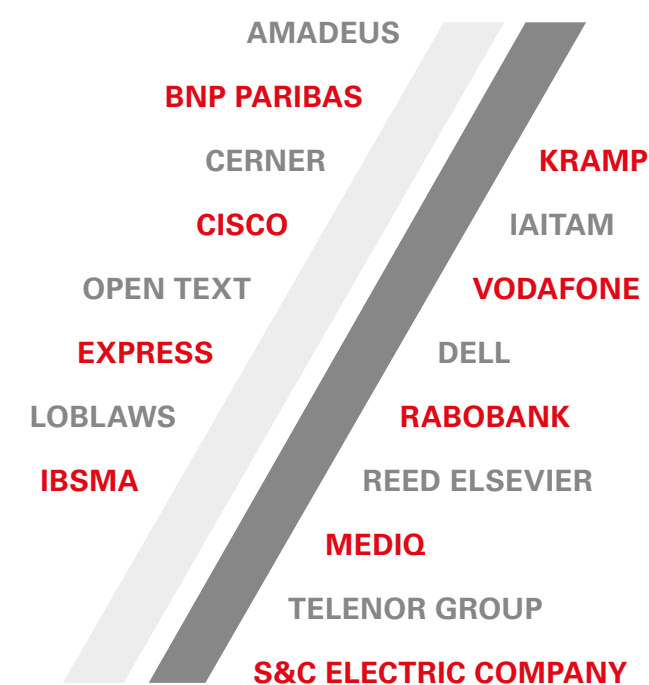 AMADEUS
BNP PARIBAS
CERNER
CISCO
OPEN TEXT
EXPRESS
LOBLAWS
IBSMA
KRAMP
IAITAM
VODAFONE
DELL
RABOBANK
REED ELSEVIER
MEDIQ
TELENOR GROUP
S&C ELECTRIC COMPANY